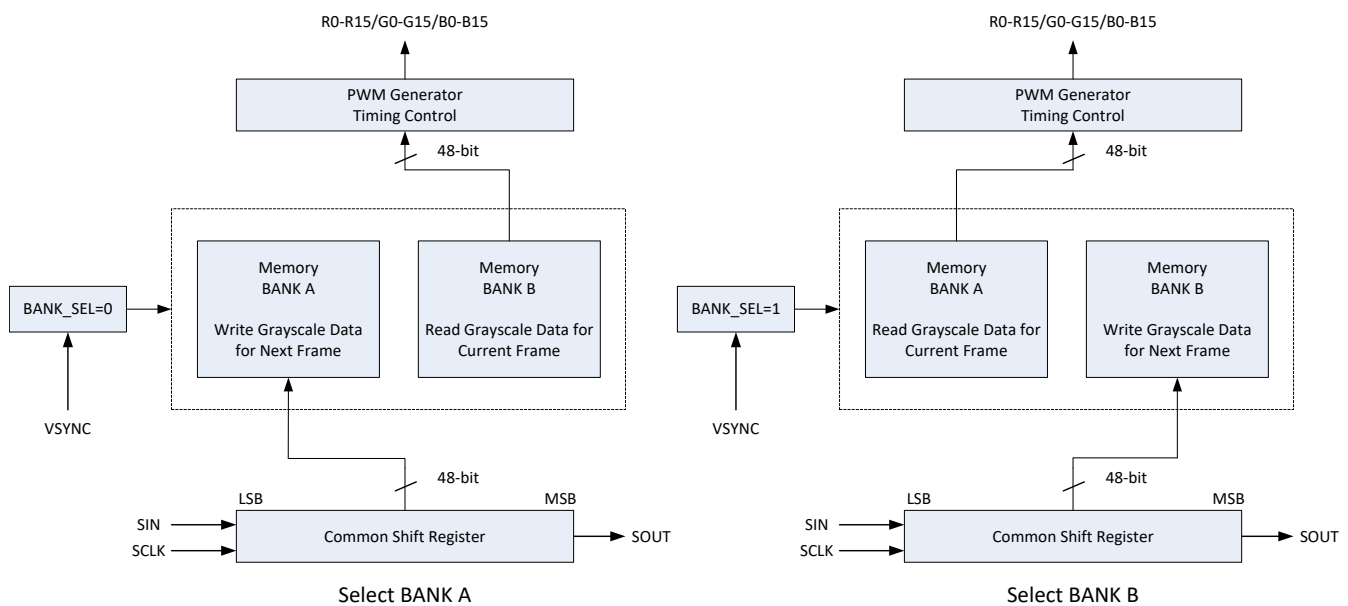 R0-R15/G0-G15/B0-B15
PWM Generator
Timing Control
48-bit
Memory
BANK A
Write Grayscale Data
for Next Frame
Memory
BANK B
Read Grayscale Data for
Current Frame
BANK_SEL=0
VSYNC
48-bit
LSB
MSB
SIN
SCLK
Common Shift Register
SOUT
Select BANK A
R0-R15/G0-G15/B0-B15
PWM Generator
Timing Control
48-bit
Memory
BANK A
Read Grayscale Data for
Current Frame
Memory
BANK B
Write Grayscale Data
for Next Frame
BANK_SEL=1
VSYNC
48-bit
LSB
MSB
SIN
SCLK
Common Shift Register
SOUT
Select BANK B